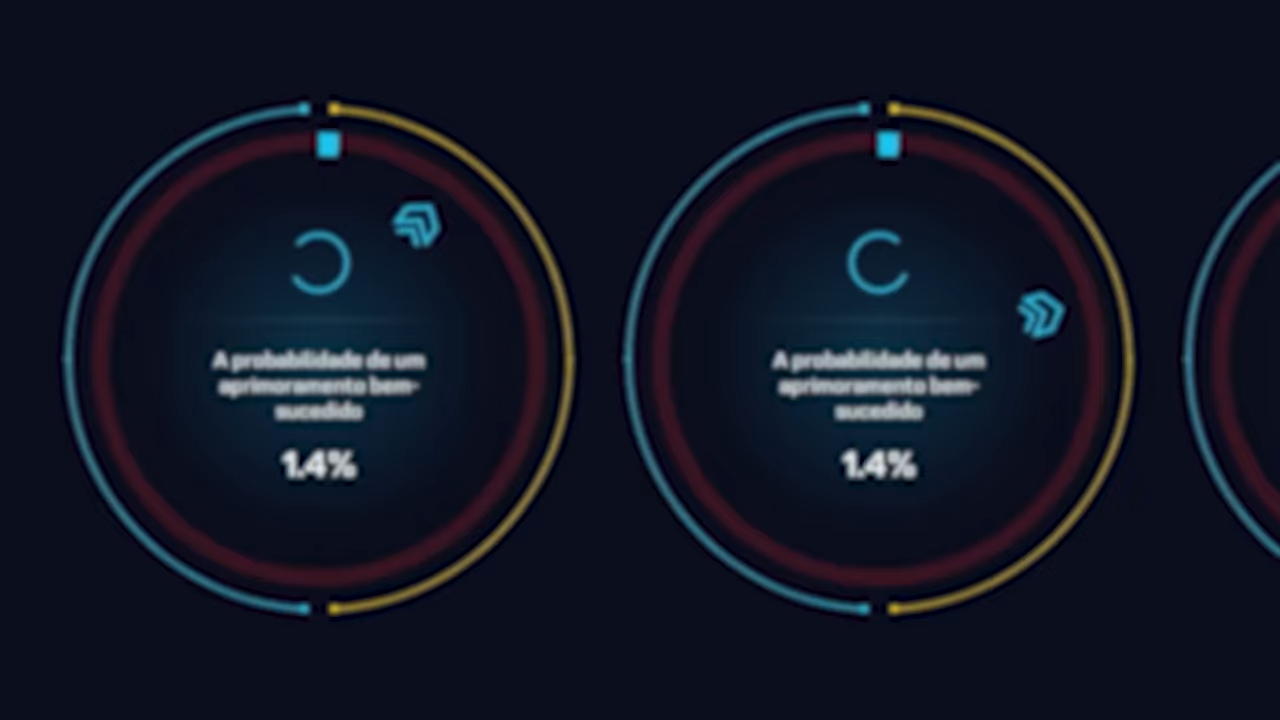 A probabilidade de um
aprimoramento bem-
sucedido
1.4%
A probabilidade de um
aprimoramento bem-
sucedido
1.4%